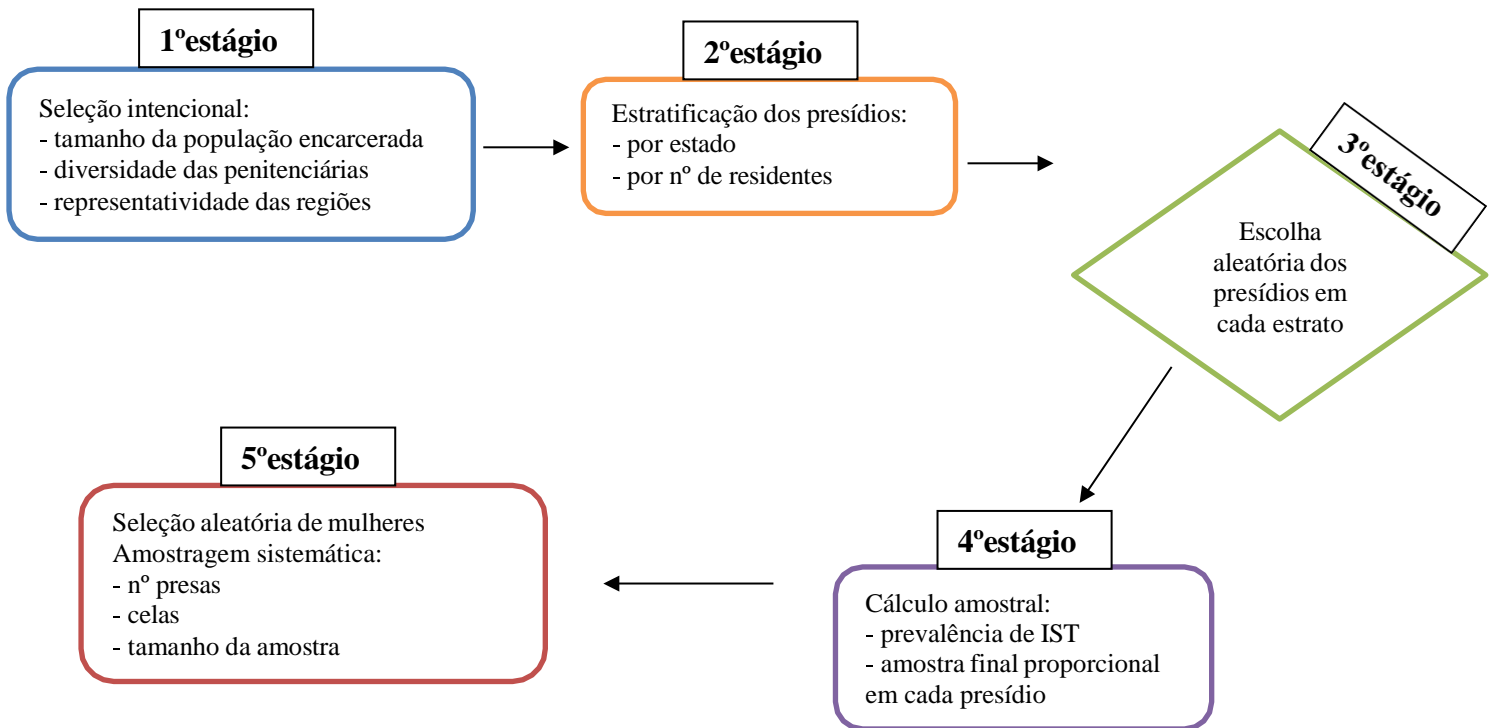 1ºestágio
Seleção intencional:
- tamanho da população encarcerada
- diversidade das penitenciárias
- representatividade das regiões
2ºestágio
Estratificação dos presídios:
- por estado
- por nº de residentes
3ºestágio
Escolha
aleatória dos
presídios em
cada estrato
4ºestágio
Cálculo amostral:
- prevalência de IST
- amostra final proporcional
em cada presídio
5ºestágio
Seleção aleatória de mulheres
Amostragem sistemática:
- nº presas
- celas
- tamanho da amostra